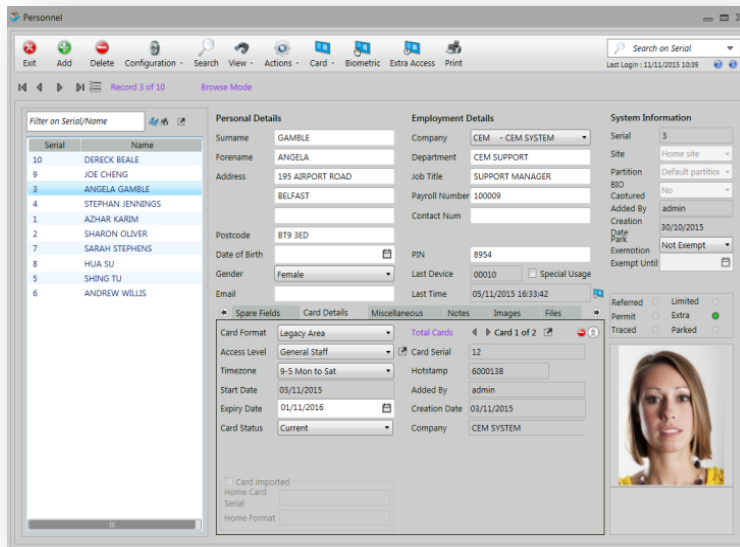 Personnel
Exit Add Delete Configuration Search View Actions Card Biometric Extra Access Print
Search on Serial
Last Login : 11/11/2015 10:39
Record 3 of 10 Browse Mode
Filter on Serial/Name
Serial Name
10 DERECK BEALE
9 JOE CHENG
3 ANGELA GAMBLE
4 STEPHAN JENNINGS
1 AZHAR KARIM
2 SHARON OLIVER
7 SARAH STEPHENS
8 HUA SU
5 SHING TU
6 ANDREW WILLIS
Personal Details
Surname GAMBLE
Forename ANGELA
Address 195 AIRPORT ROAD
BELFAST
Postcode BT9 3ED
Date of Birth
Gender Female
Email
Employment Details
Company CEM - CEM SYSTEM
Department CEM SUPPORT
Job Title SUPPORT MANAGER
Payroll Number 100009
Contact Num
PIN 8954
Last Device 00010 Special Usage
Last Time 05/11/2015 16:33:42
System Information
Serial 3
Site Home site
Partition Default partition
BIO
Captured No
Added By admin
Creation
Date 30/10/2015
Park
Exemption Not Exempt
Exempt Until
Spare Fields Card Details Miscellaneous Notes Images Files
Card Format Legacy Area
Access Level General Staff
Timezone 9-5 Mon to Sat
Start Date 03/11/2015
Expiry Date 01/11/2016
Card Status Current
Total Cards Card 1 of 2
Card Serial 12
Hotstamp 6000138
Added By admin
Creation Date 03/11/2015
Company CEM SYSTEM
Card imported
Home Card
Serial
Home Format
Referred Limited
Permit Extra
Traced Parked